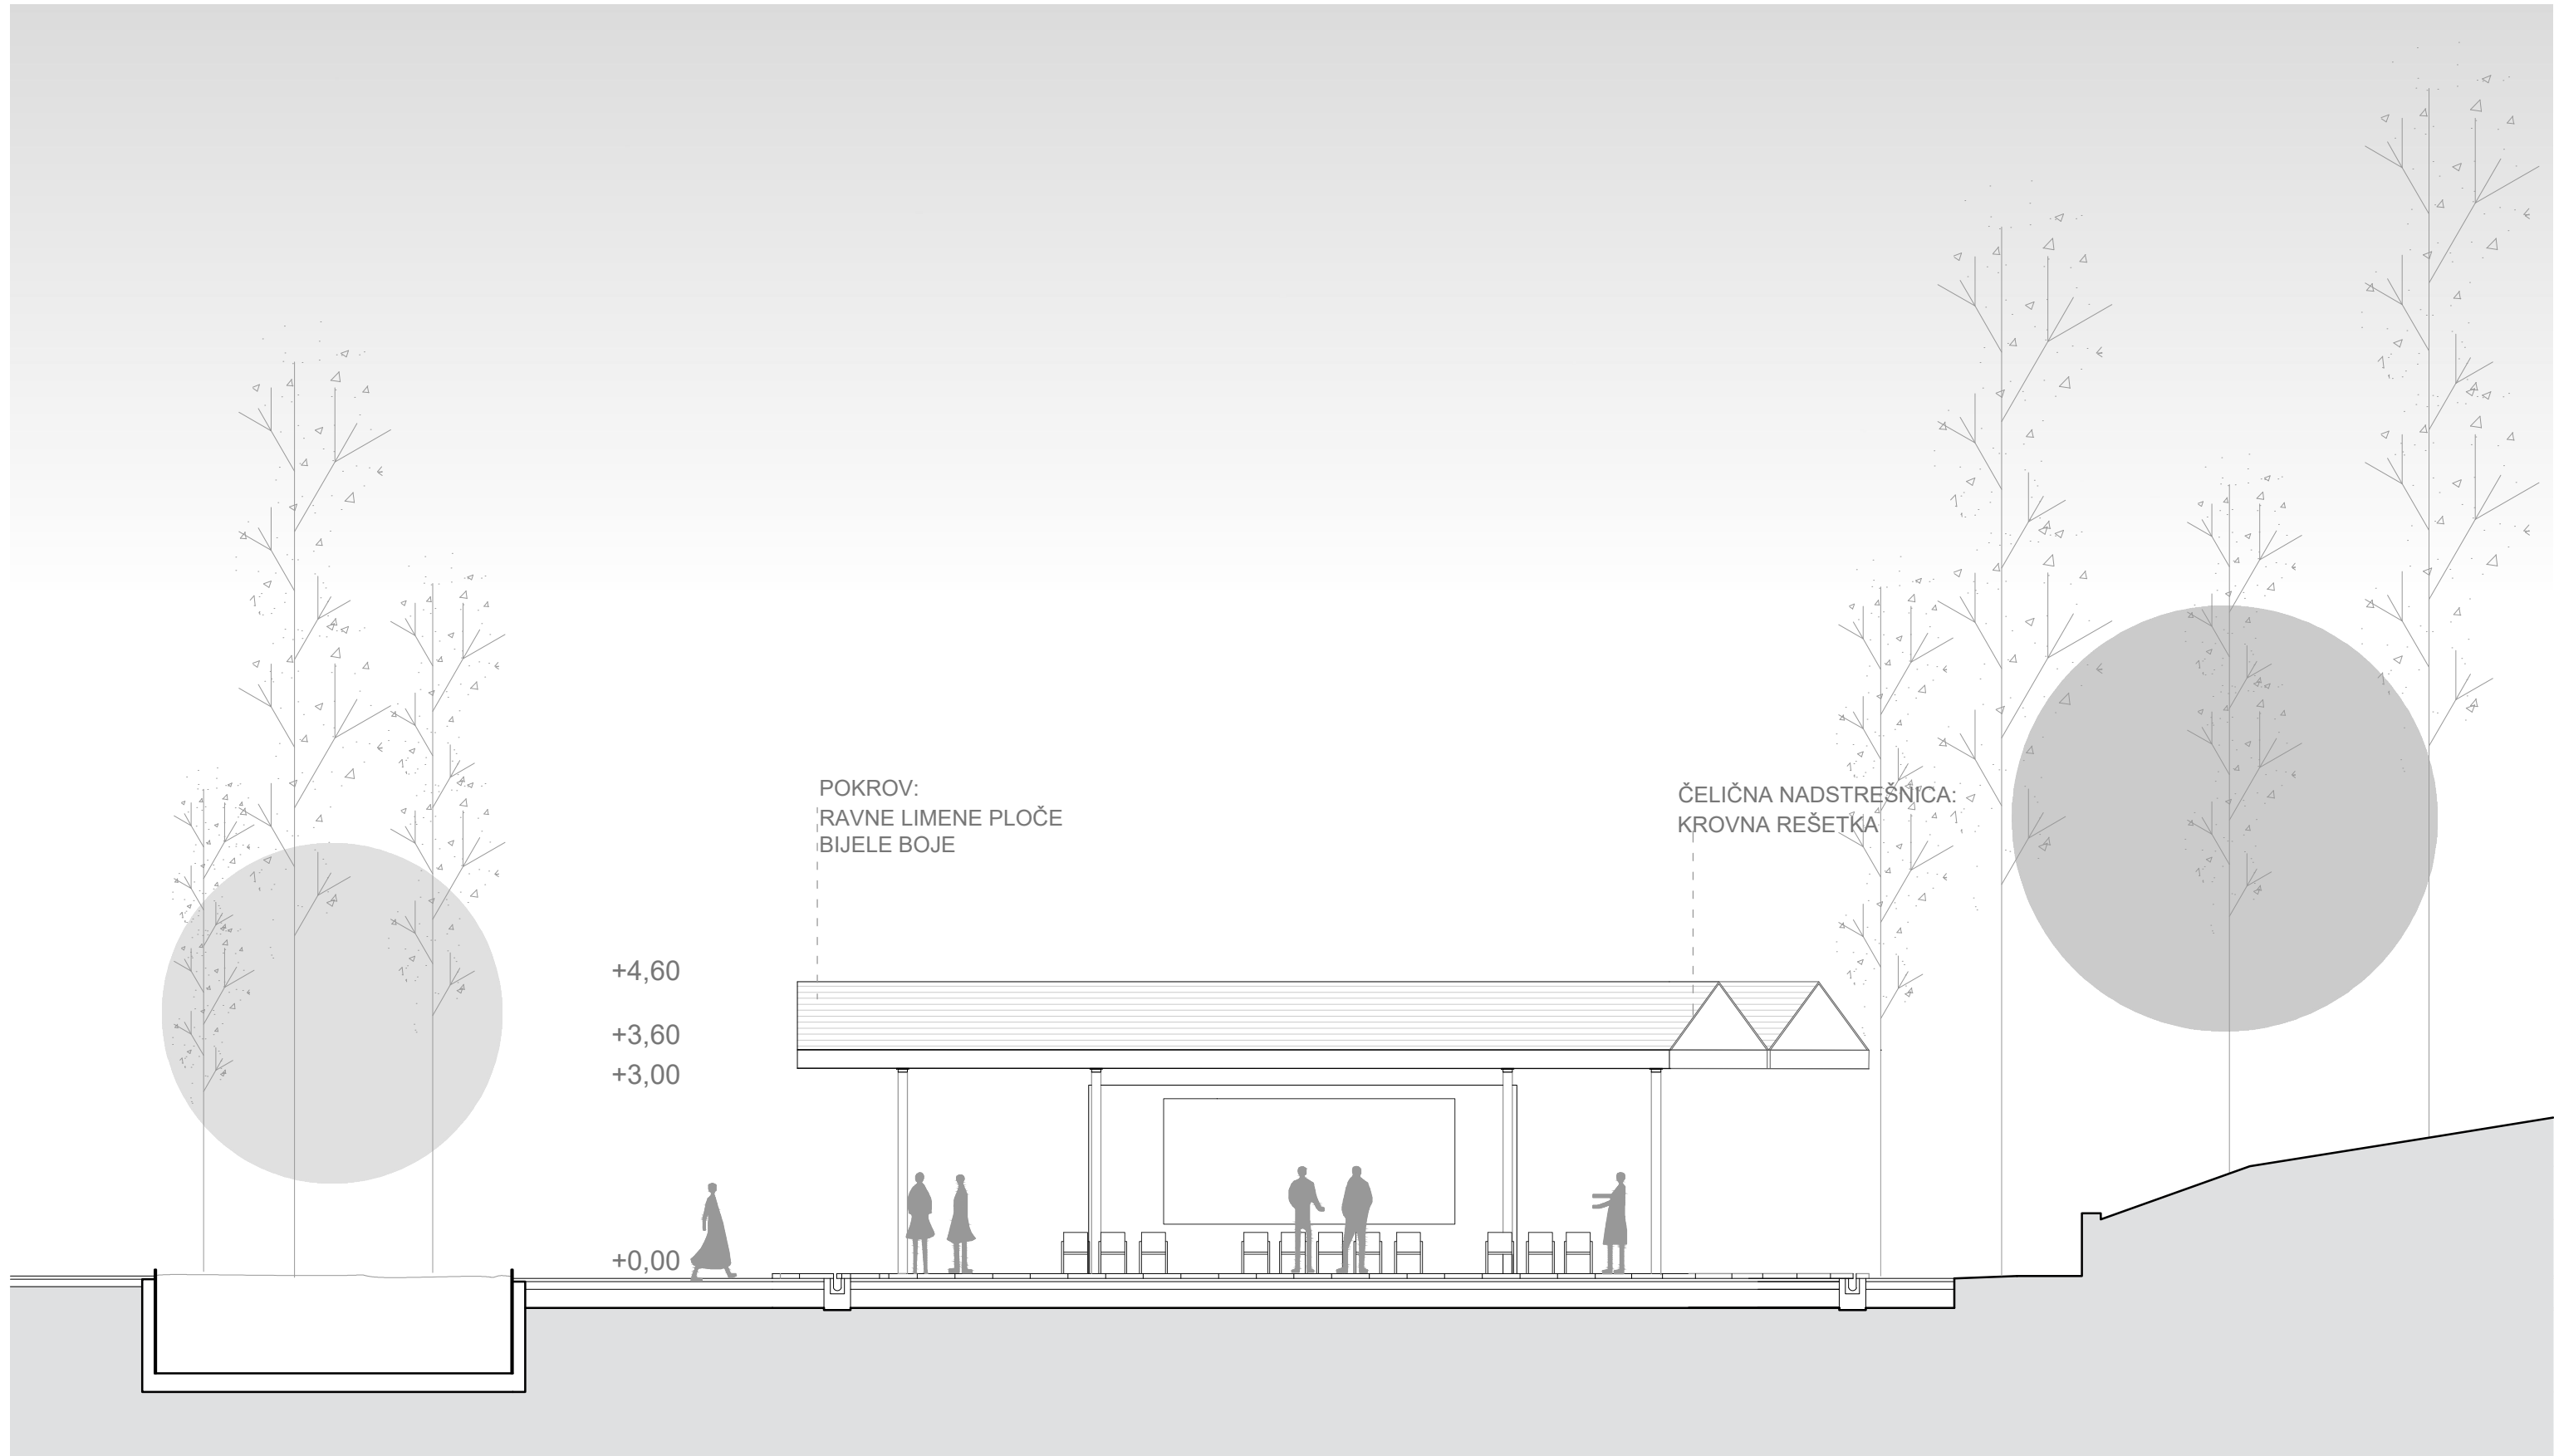 POKROV:
RAVNE LIMENE PLOČE
BIJELE BOJE
ČELIČNA NADSTREŠNICA:
KROVNA REŠETKA
+4,60
+3,60
+3,00
+0,00